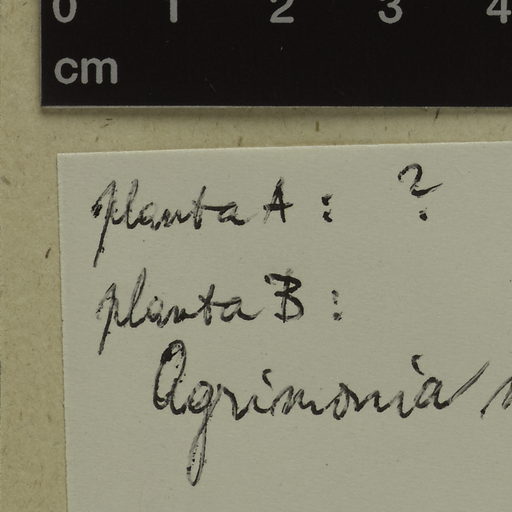 0 1 2 3 4
cm
planta A : ?
planta B :
Agrimonia